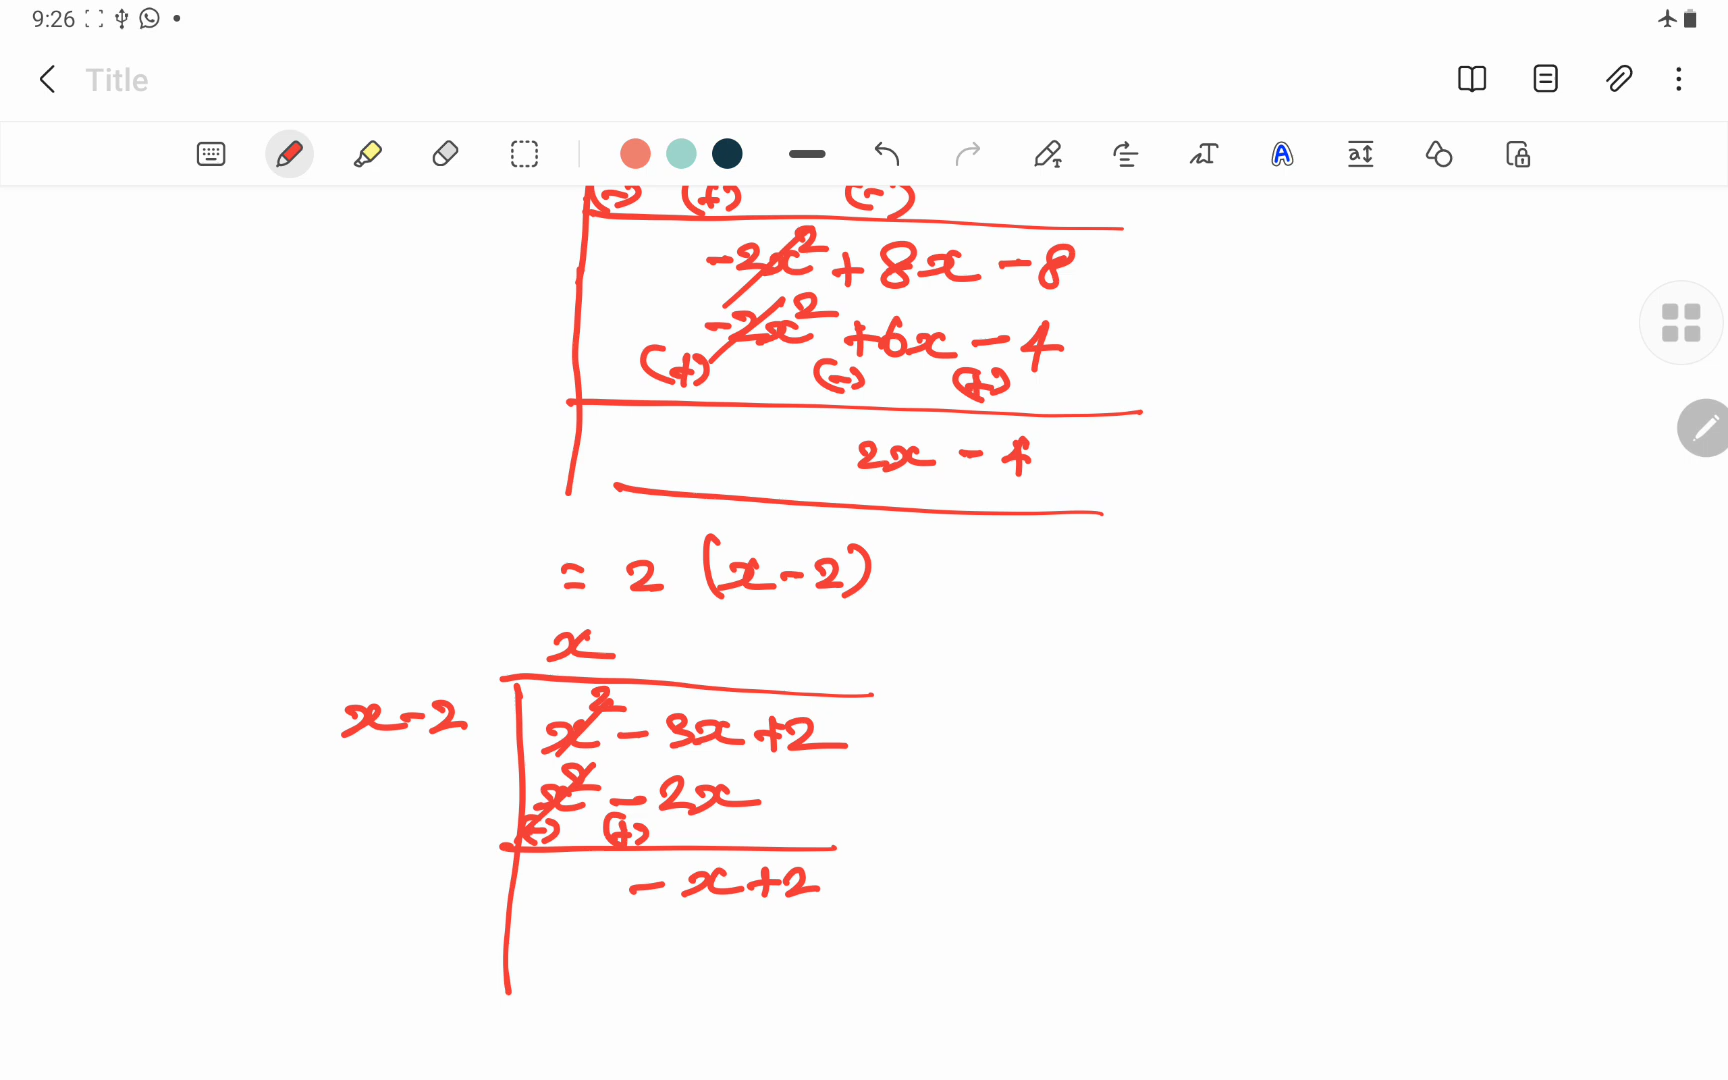 9:26
Title
(-) (+) (-)
-2x² + 8x - 8
-2x² + 6x - 4
(+) (-) (+)
2x - 4
= 2 (x-2)
x
x-2 x² - 3x + 2
x² - 2x
(-) (+)
- x + 2